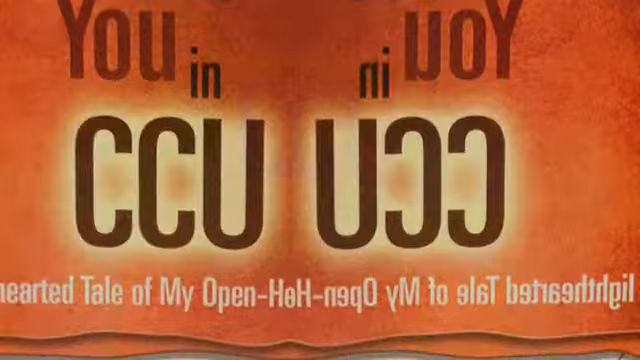 You in in You
CCU CCU
hearted Tale of My Open-He lighthearted Tale of My Open-He